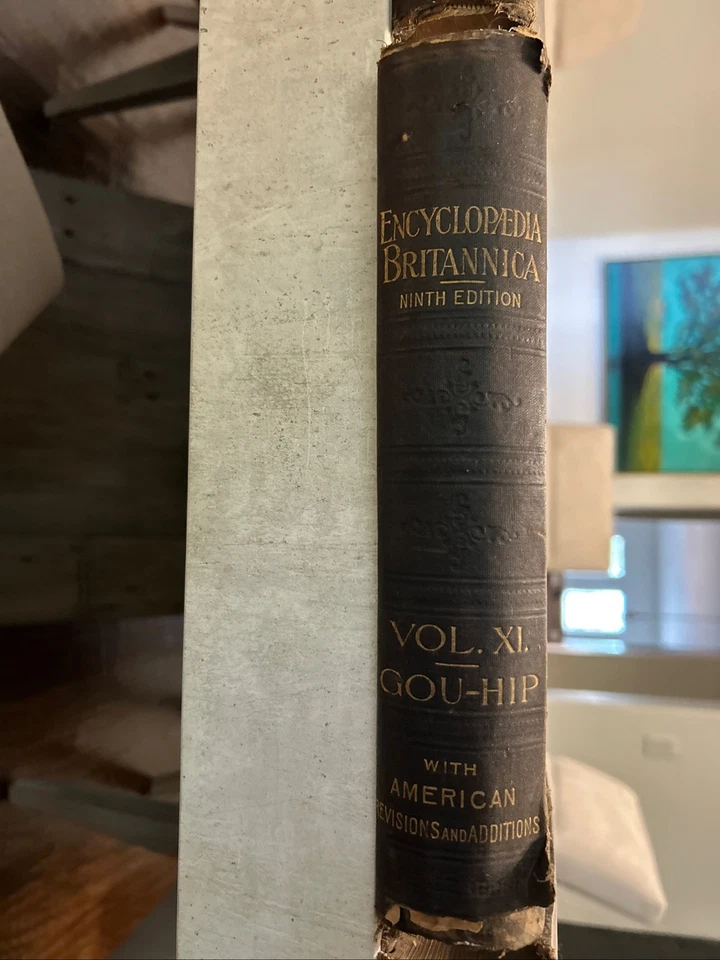 ENCYCLOPÆDIA
BRITANNICA
NINTH EDITION
VOL. XI.
GOU-HIP
WITH
AMERICAN
REVISIONS AND ADDITIONS